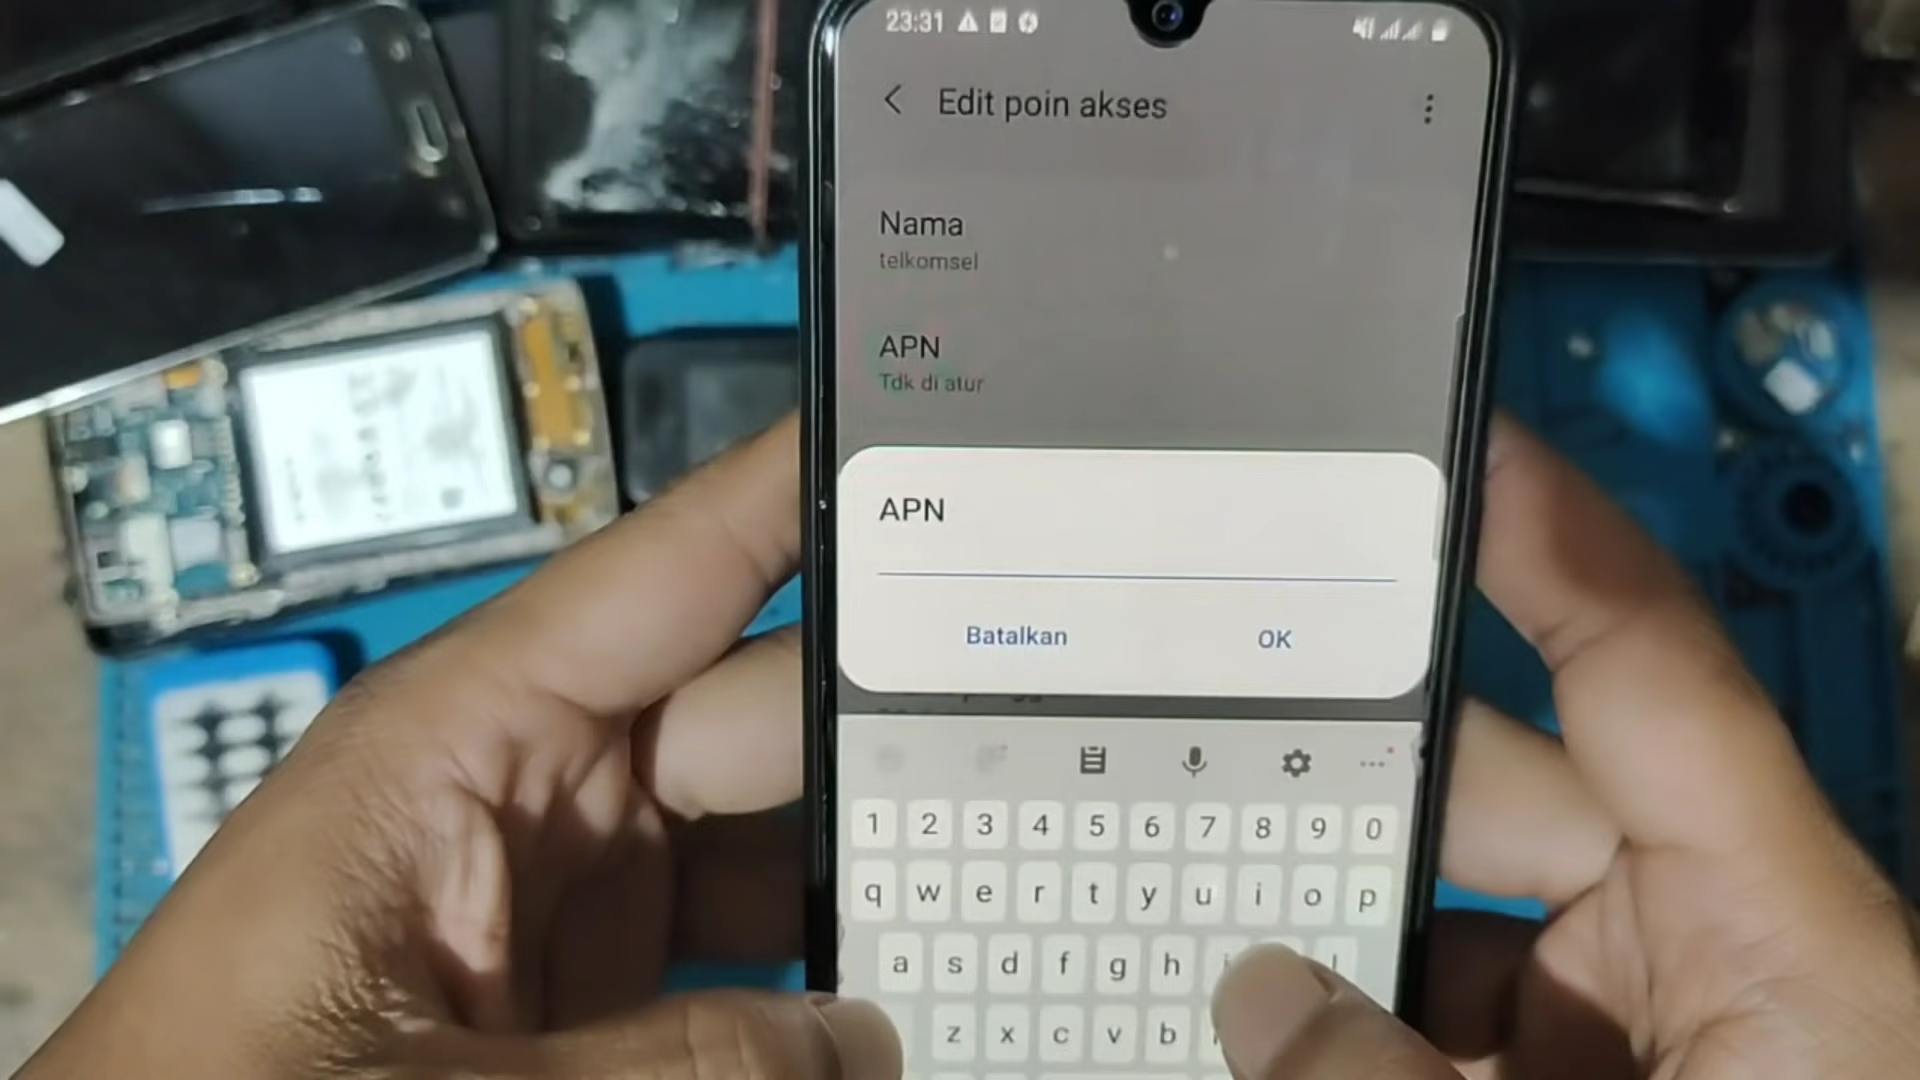 23:31
Edit poin akses
Nama
telkomsel
APN
Tdk di atur
APN
Batalkan
OK
1 2 3 4 5 6 7 8 9 0
q w e r t y u i o p
a s d f g h
z x c v b